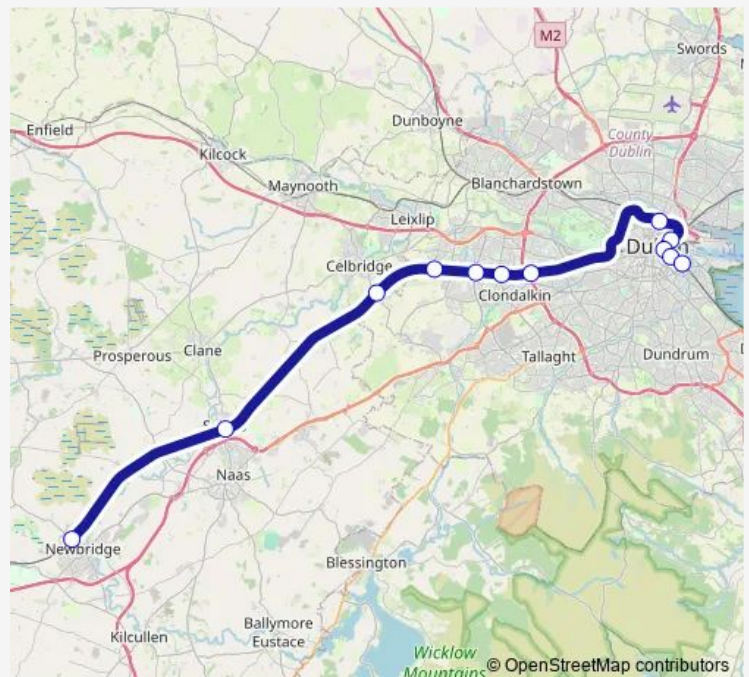 M2
Swords
Dunboyne
Enfield
County
Dublin
Kilcock
Blanchardstown
Maynooth
Leixlip
Celbridge
Clondalkin
Clane
Prosperous
Tallaght
Dundrum
Naas
Newbridge
Blessington
Kilcullen
Ballymore
Eustace
Wicklow
Mountains
© OpenStreetMap contributors